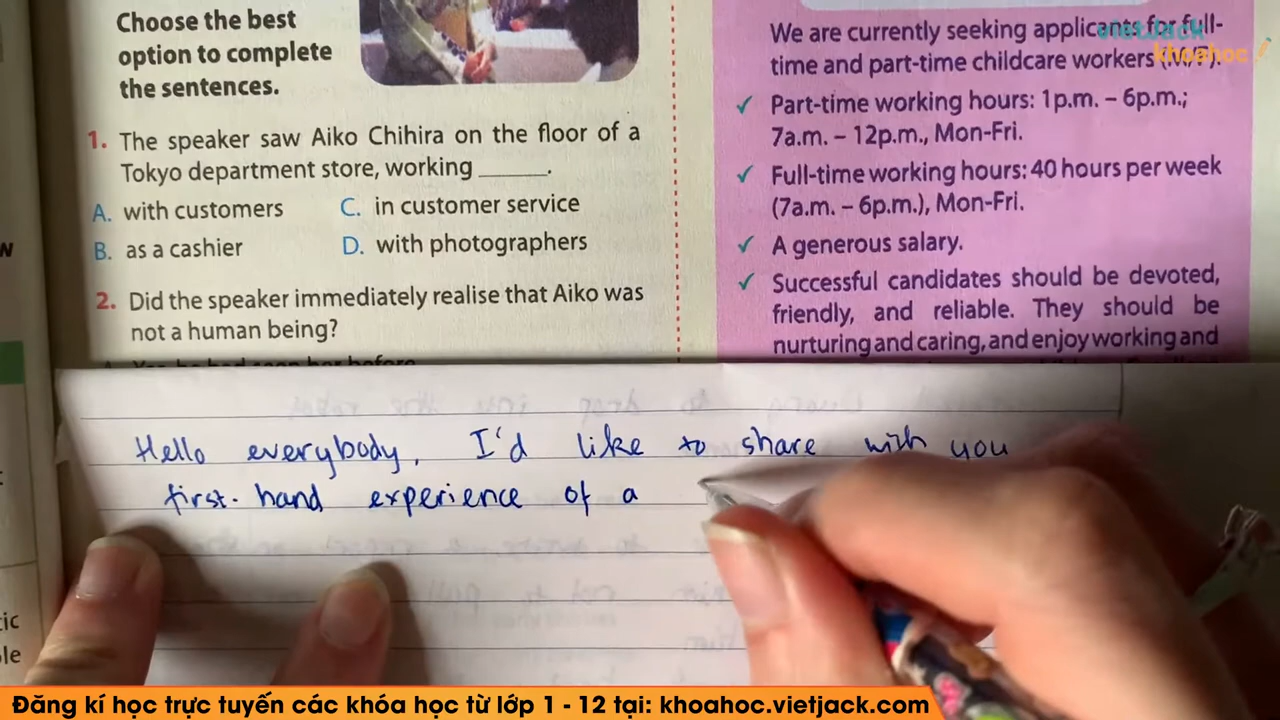 Choose the best
option to complete
the sentences.
1. The speaker saw Aiko Chihira on the floor of a
Tokyo department store, working ______.
A. with customers
C. in customer service
B. as a cashier
D. with photographers
2. Did the speaker immediately realise that Aiko was
not a human being?
We are currently seeking applicants for full-
time and part-time childcare workers
✓ Part-time working hours: 1p.m. – 6p.m.;
7a.m. – 12p.m., Mon-Fri.
✓ Full-time working hours: 40 hours per week
(7a.m. – 6p.m.), Mon-Fri.
✓ A generous salary.
✓ Successful candidates should be devoted,
friendly, and reliable. They should be
nurturing and caring, and enjoy working and
vietJack
khoahoc
Hello everybody, I'd like to share with you
first-hand experience of a
tic
le
Đăng kí học trực tuyến các khóa học từ lớp 1 - 12 tại: khoahoc.vietjack.com